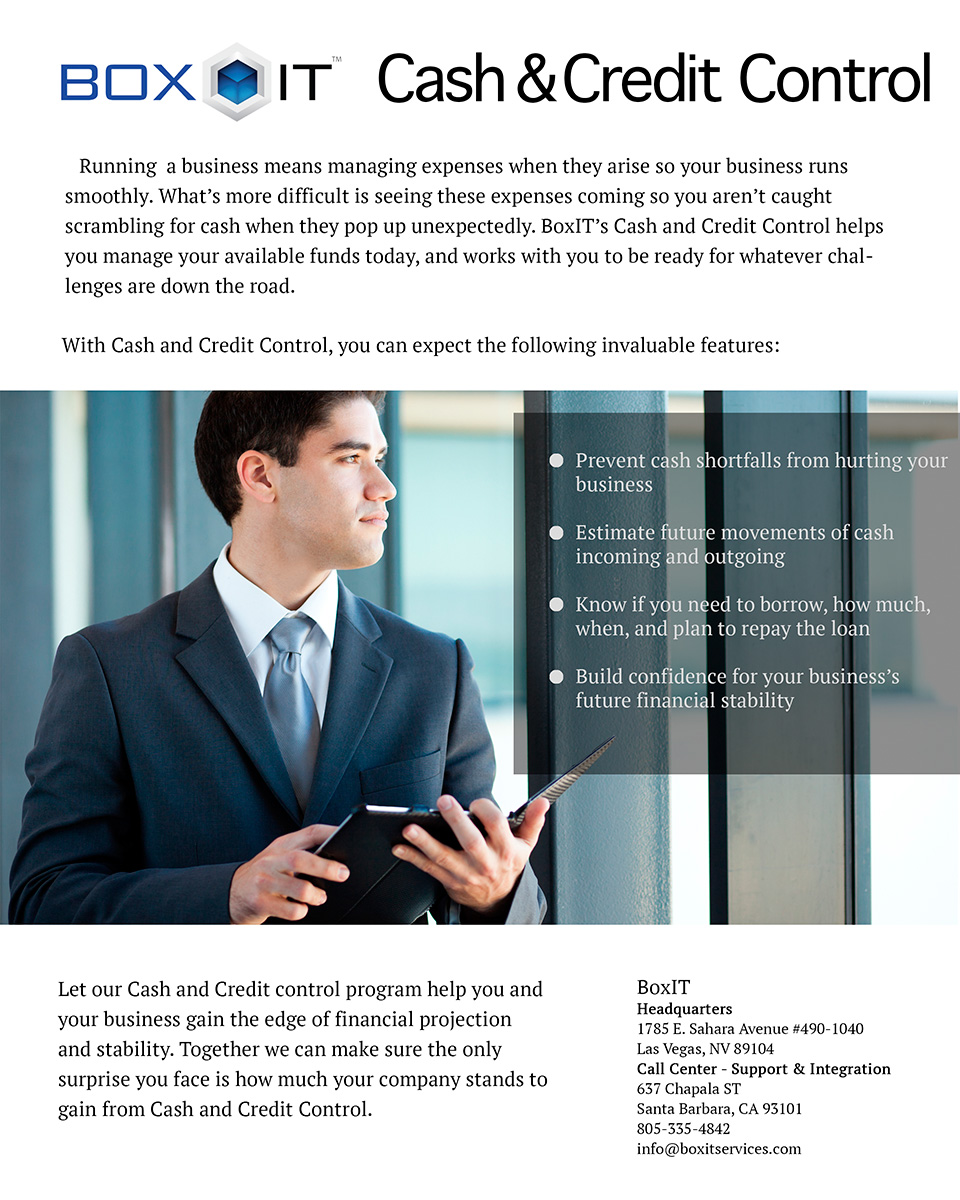 BOX IT™ Cash & Credit Control
Running a business means managing expenses when they arise so your business runs
smoothly. What’s more difficult is seeing these expenses coming so you aren’t caught
scrambling for cash when they pop up unexpectedly. BoxIT’s Cash and Credit Control helps
you manage your available funds today, and works with you to be ready for whatever chal-
lenges are down the road.
With Cash and Credit Control, you can expect the following invaluable features:
● Prevent cash shortfalls from hurting your
business
● Estimate future movements of cash
incoming and outgoing
● Know if you need to borrow, how much,
when, and plan to repay the loan
● Build confidence for your business’s
future financial stability
Let our Cash and Credit control program help you and
your business gain the edge of financial projection
and stability. Together we can make sure the only
surprise you face is how much your company stands to
gain from Cash and Credit Control.
BoxIT
Headquarters
1785 E. Sahara Avenue #490-1040
Las Vegas, NV 89104
Call Center - Support & Integration
637 Chapala ST
Santa Barbara, CA 93101
805-335-4842
info@boxitservices.com